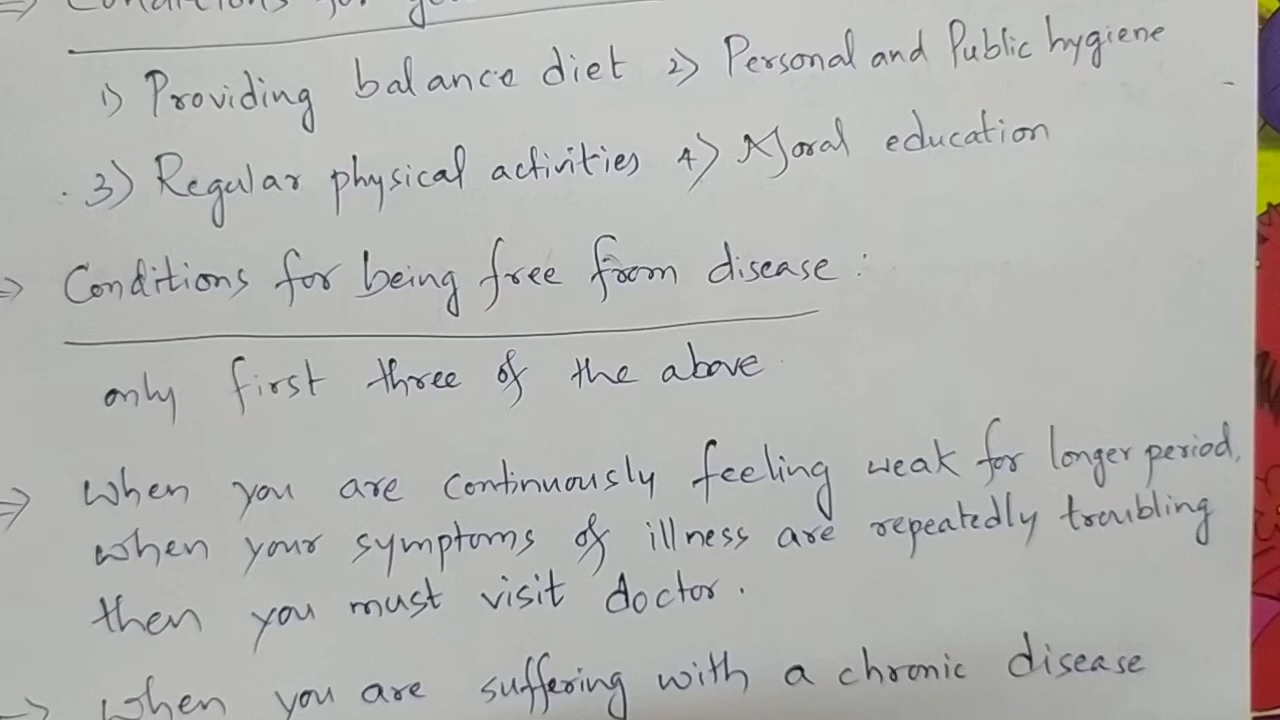 ⇒ Conditions for
1) Providing balance diet 2) Personal and Public hygiene
3) Regular physical activities 4) Moral education
⇒ Conditions for being free from disease :
only first three of the above
⇒ When you are continuously feeling weak for longer period,
when your symptoms of illness are repeatedly troubling
then you must visit doctor.
⇒ When you are suffering with a chronic disease